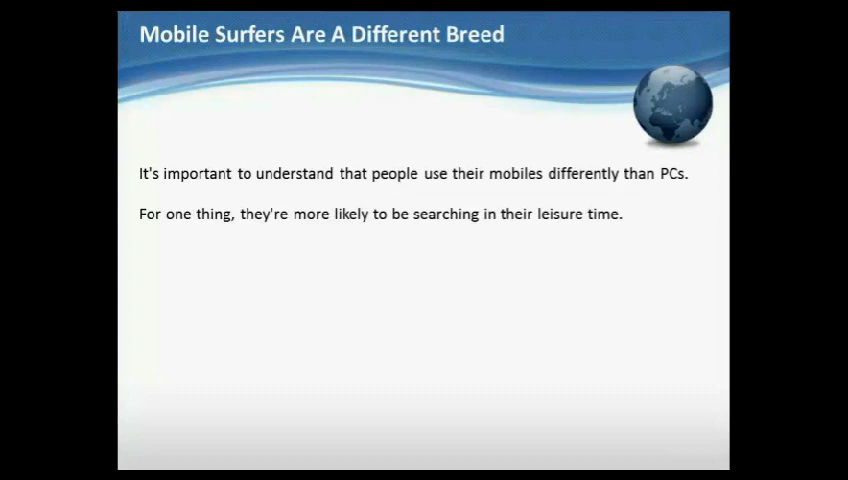 Mobile Surfers Are A Different Breed
It's important to understand that people use their mobiles differently than PCs.
For one thing, they're more likely to be searching in their leisure time.